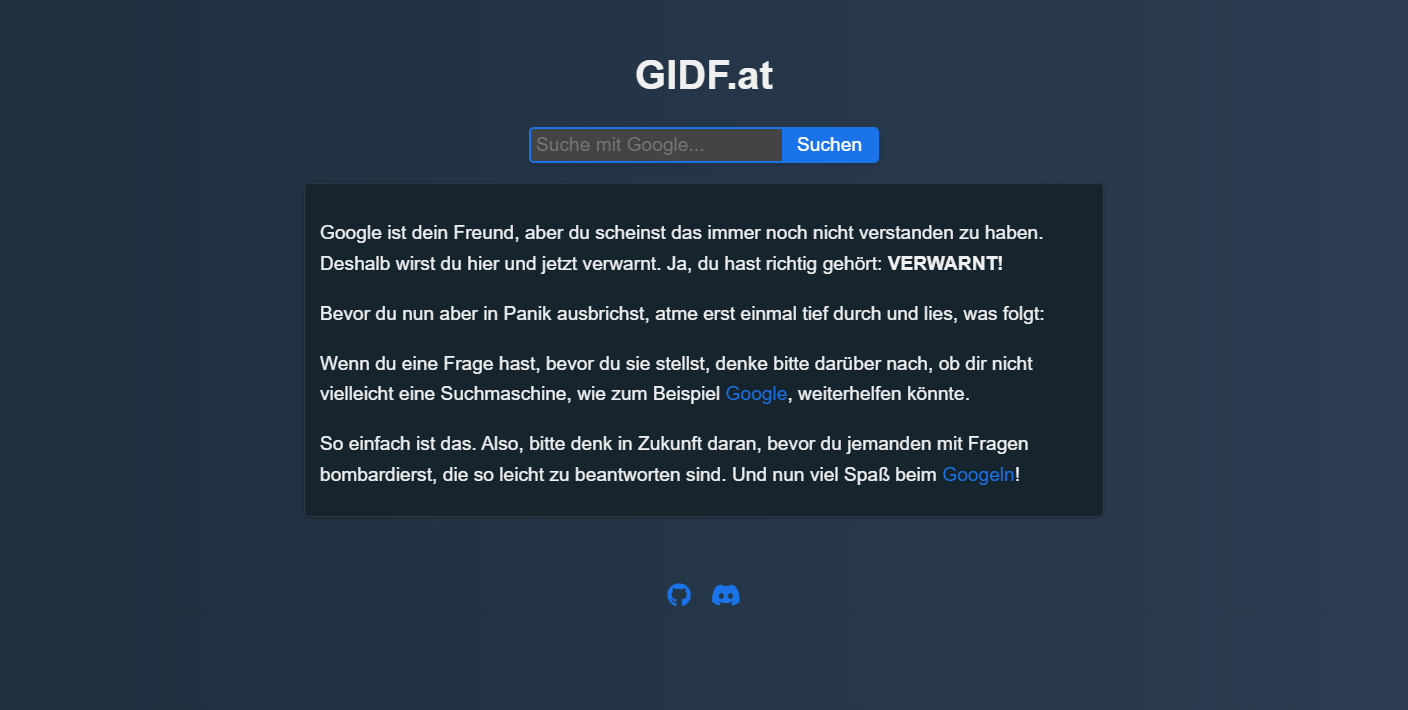 GIDF.at
Suche mit Google...
Suchen
Google ist dein Freund, aber du scheinst das immer noch nicht verstanden zu haben.
Deshalb wirst du hier und jetzt verwarnt. Ja, du hast richtig gehört: VERWARNT!
Bevor du nun aber in Panik ausbrichst, atme erst einmal tief durch und lies, was folgt:
Wenn du eine Frage hast, bevor du sie stellst, denke bitte darüber nach, ob dir nicht
vielleicht eine Suchmaschine, wie zum Beispiel Google, weiterhelfen könnte.
So einfach ist das. Also, bitte denk in Zukunft daran, bevor du jemanden mit Fragen
bombardierst, die so leicht zu beantworten sind. Und nun viel Spaß beim Googeln!